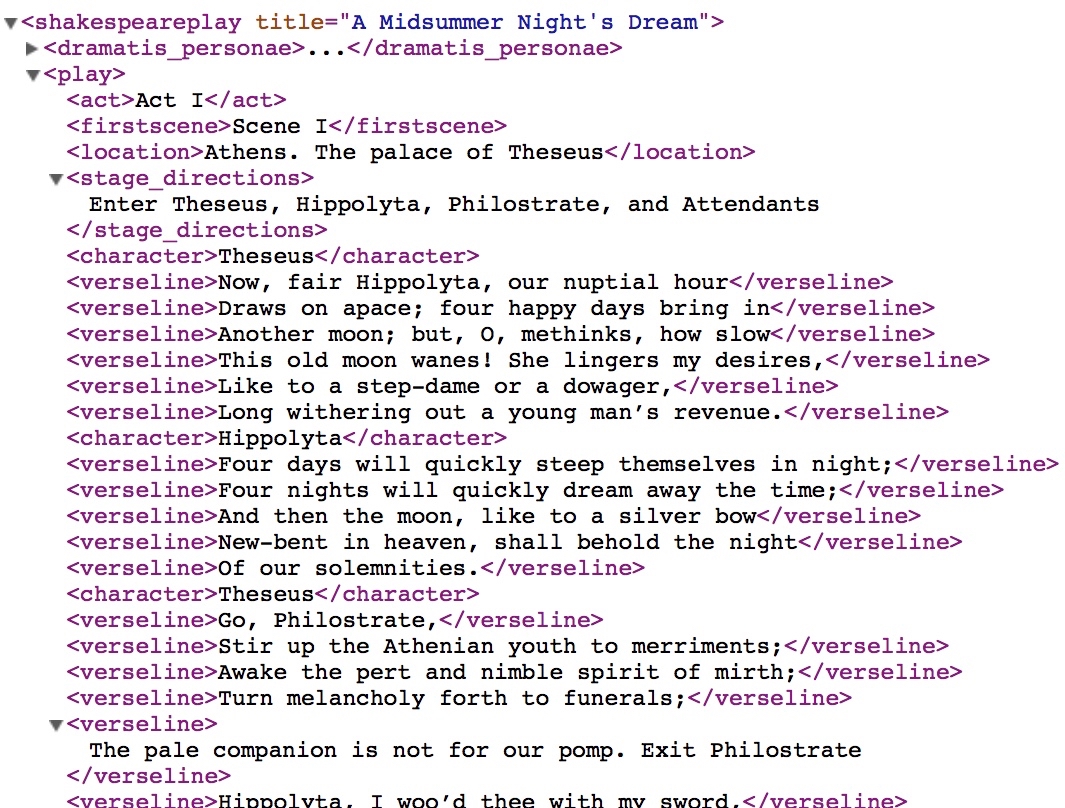 <shakespeareplay title="A Midsummer Night's Dream">
<dramatis_personae>...</dramatis_personae>
<play>
<act>Act I</act>
<firstscene>Scene I</firstscene>
<location>Athens. The palace of Theseus</location>
<stage_directions>
Enter Theseus, Hippolyta, Philostrate, and Attendants
</stage_directions>
<character>Theseus</character>
<verseline>Now, fair Hippolyta, our nuptial hour</verseline>
<verseline>Draws on apace; four happy days bring in</verseline>
<verseline>Another moon; but, O, methinks, how slow</verseline>
<verseline>This old moon wanes! She lingers my desires,</verseline>
<verseline>Like to a step-dame or a dowager,</verseline>
<verseline>Long withering out a young man’s revenue.</verseline>
<character>Hippolyta</character>
<verseline>Four days will quickly steep themselves in night;</verseline>
<verseline>Four nights will quickly dream away the time;</verseline>
<verseline>And then the moon, like to a silver bow</verseline>
<verseline>New-bent in heaven, shall behold the night</verseline>
<verseline>Of our solemnities.</verseline>
<character>Theseus</character>
<verseline>Go, Philostrate,</verseline>
<verseline>Stir up the Athenian youth to merriments;</verseline>
<verseline>Awake the pert and nimble spirit of mirth;</verseline>
<verseline>Turn melancholy forth to funerals;</verseline>
<verseline>
The pale companion is not for our pomp. Exit Philostrate
</verseline>
<verseline>Hippolyta, I woo’d thee with my sword,</verseline>